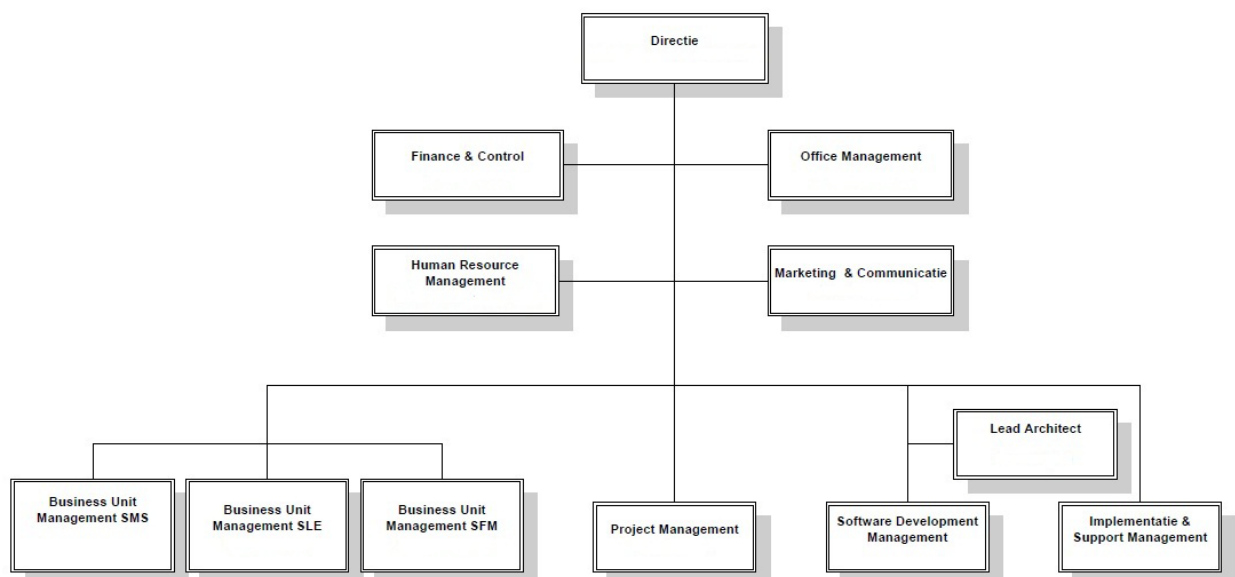 Directie
Finance & Control
Office Management
Human Resource
Management
Marketing & Communicatie
Lead Architect
Business Unit
Management SMS
Business Unit
Management SLE
Business Unit
Management SFM
Project Management
Software Development
Management
Implementatie &
Support Management